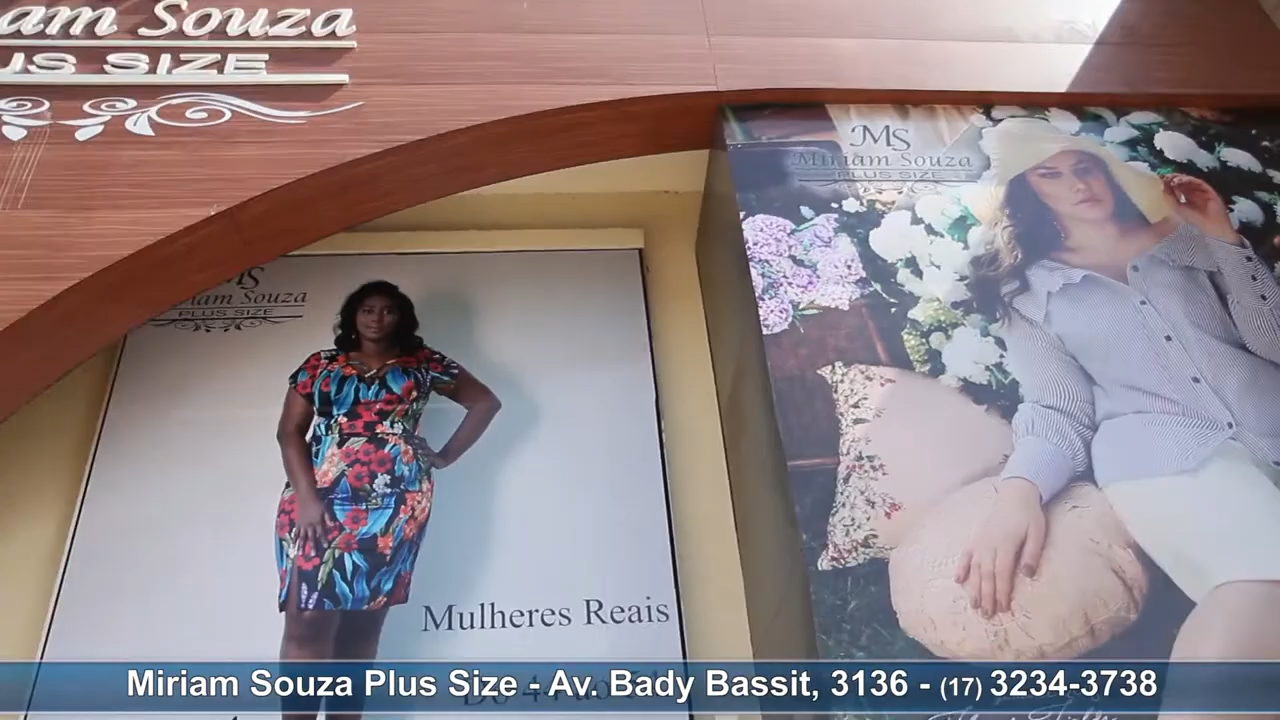 am Souza
US SIZE
MS
Miriam Souza
PLUS SIZE
MS
iam Souza
PLUS SIZE
Mulheres Reais
Miriam Souza Plus Size - Av. Bady Bassit, 3136 - (17) 3234-3738